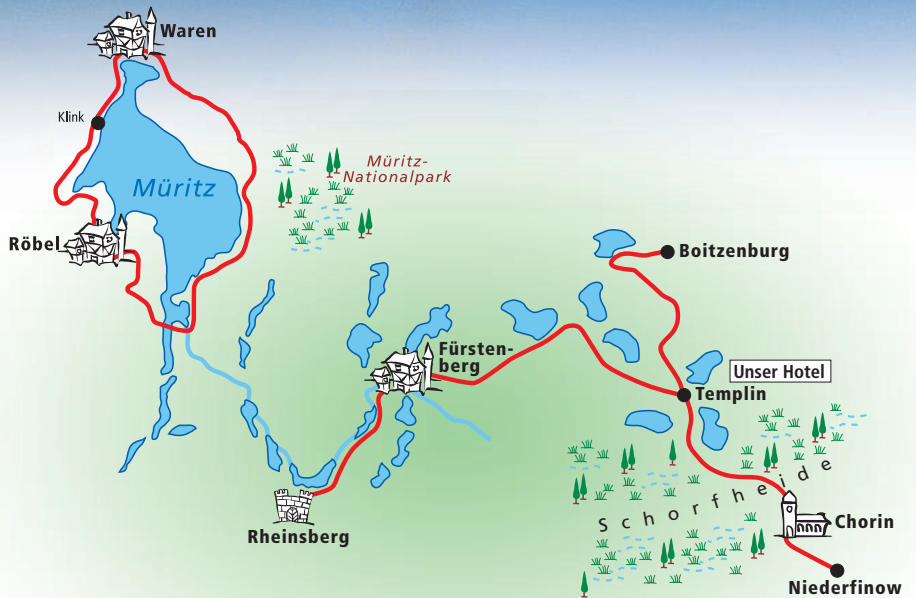 Waren
Klink
Müritz-
Nationalpark
Müritz
Röbel
Boitzenburg
Fürsten-
berg
Unser Hotel
Templin
Schorfheide
Chorin
Rheinsberg
Niederfinow